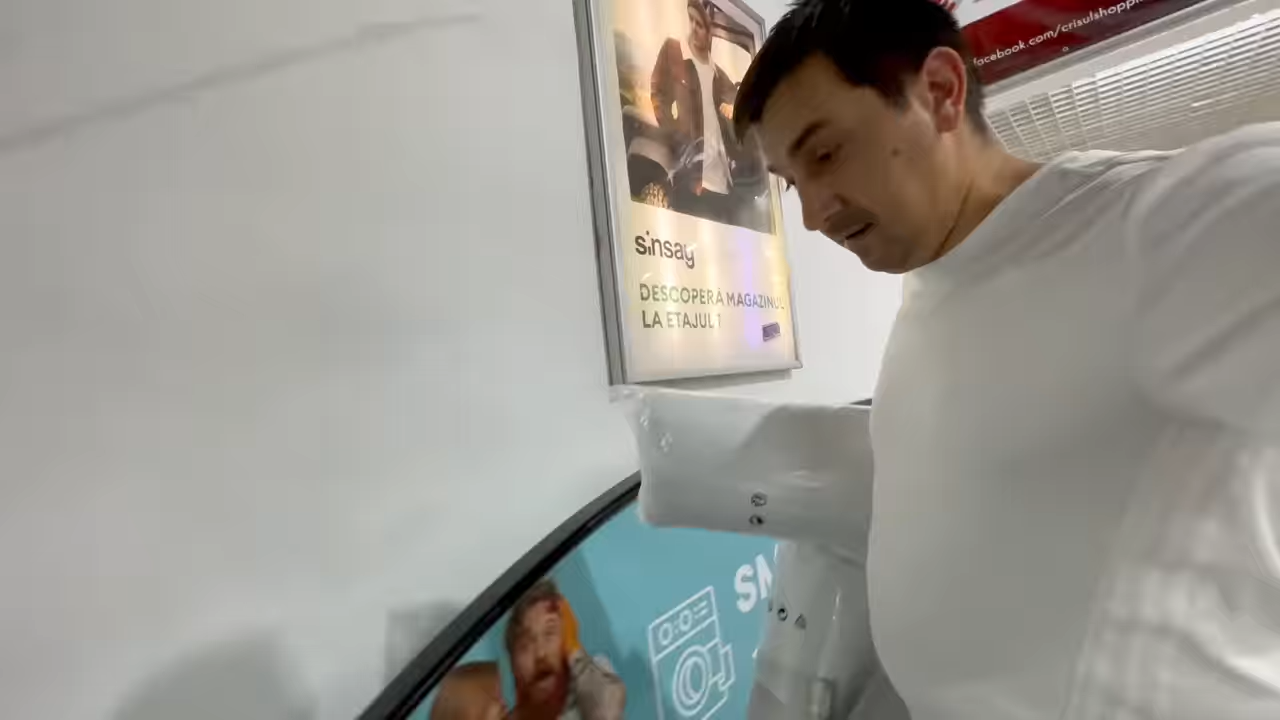 facebook.com/crisulshoppi
sinsay
DESCOPERĂ MAGAZINUL
LA ETAJUL 1
SM